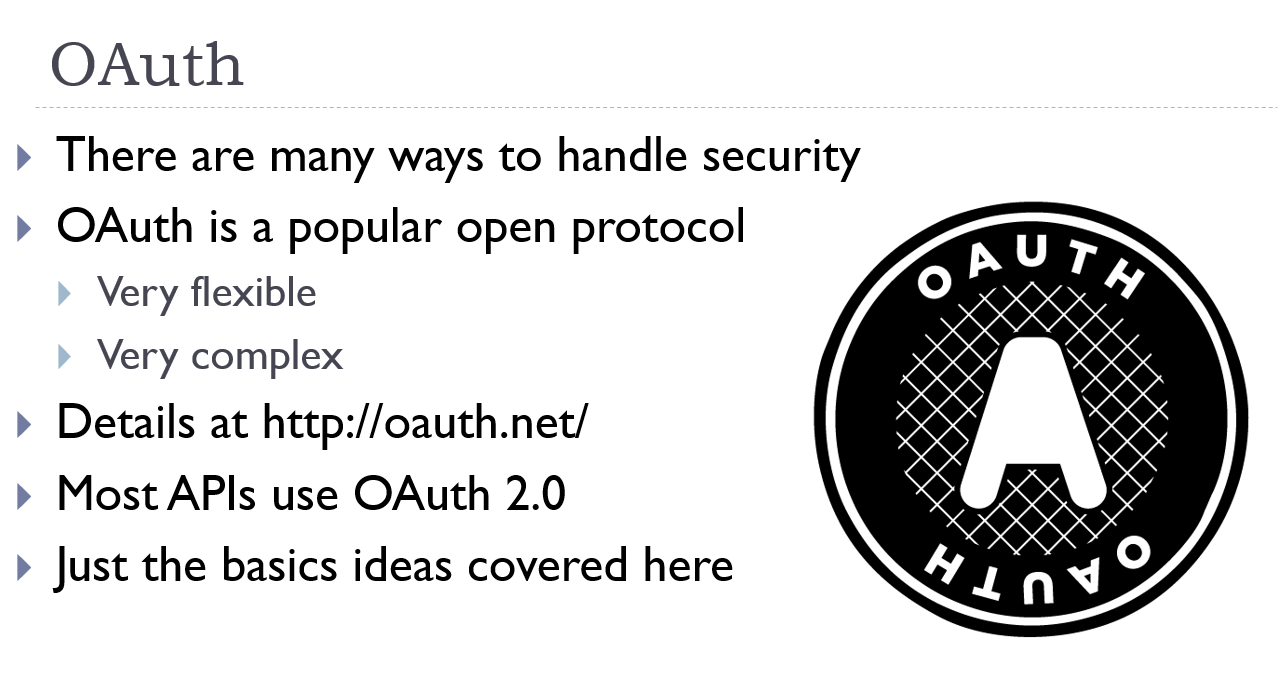 OAuth
There are many ways to handle security
OAuth is a popular open protocol
Very flexible
Very complex
Details at http://oauth.net/
Most APIs use OAuth 2.0
Just the basics ideas covered here
OAUTH
A
OAUTH